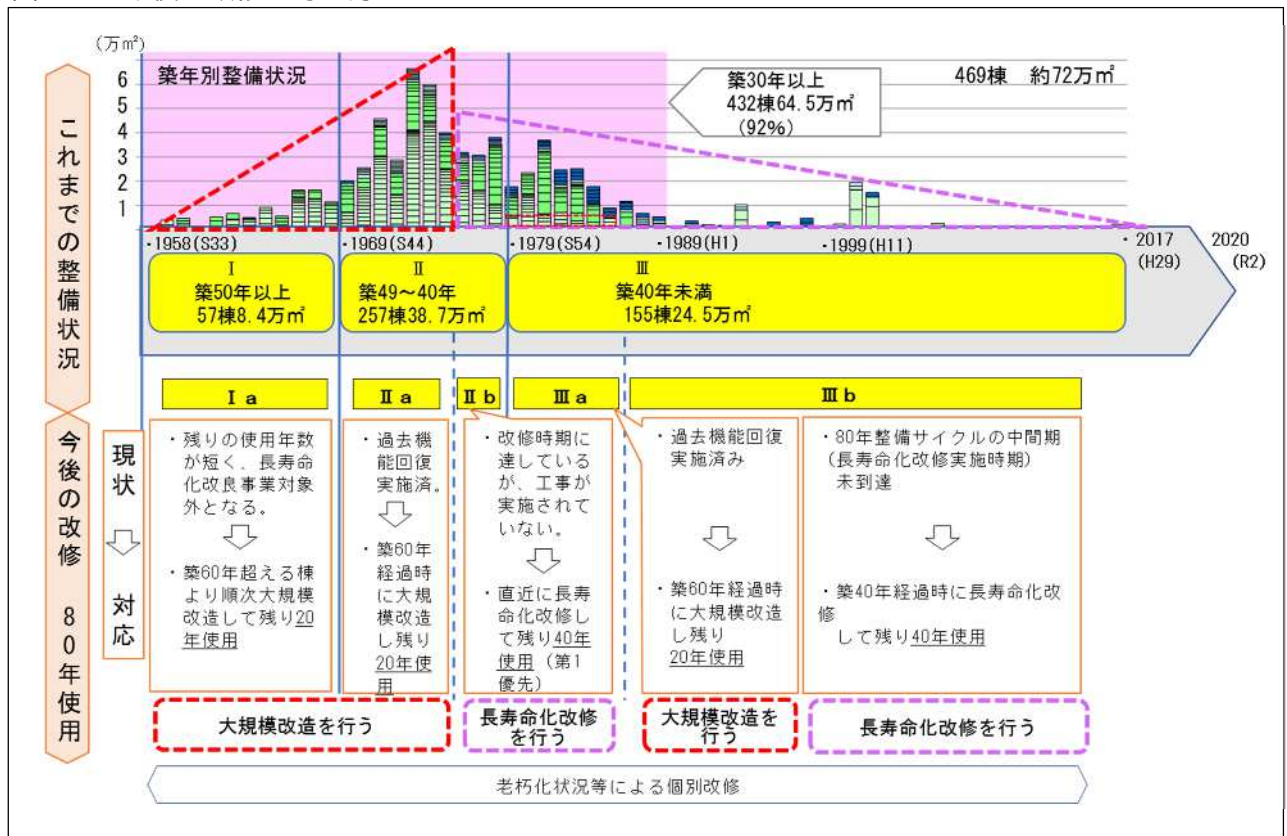 (万㎡)
6
5
4
3
2
1
築年別整備状況
築30年以上
432棟64.5万㎡
(92%)
469棟 約72万㎡
これまでの整備状況
・1958(S33)
・1969(S44)
・1979(S54)
・1989(H1)
・1999(H11)
・2017
(H29)
2020
(R2)
Ⅰ
築50年以上
57棟8.4万㎡
Ⅱ
築49～40年
257棟38.7万㎡
Ⅲ
築40年未満
155棟24.5万㎡
今後の改修 80年使用
現状
対応
Ⅰa
Ⅱa
Ⅱb
Ⅲa
Ⅲb
・残りの使用年数
が短く、長寿命
化改良事業対象
外となる。
・築60年超える棟
より順次大規模
改造して残り20
年使用
・過去機
能回復
実施済。
・築60年
経過時
に大規
模改造
し残り
20年使
用
・改修時期に
達している
が、工事が
実施されて
いない。
・直近に長寿
命化改修し
て残り40年
使用（第1
優先）
・過去機能回復
実施済み
・築60年経過時
に大規模改造
し残り
20年使用
・80年整備サイクルの中間期
(長寿命化改修実施時期)
未到達
・築40年経過時に長寿命化改
修
して残り40年使用
大規模改造を行う
長寿命化改修
を行う
大規模改造を
行う
長寿命化改修を行う
老朽化状況等による個別改修